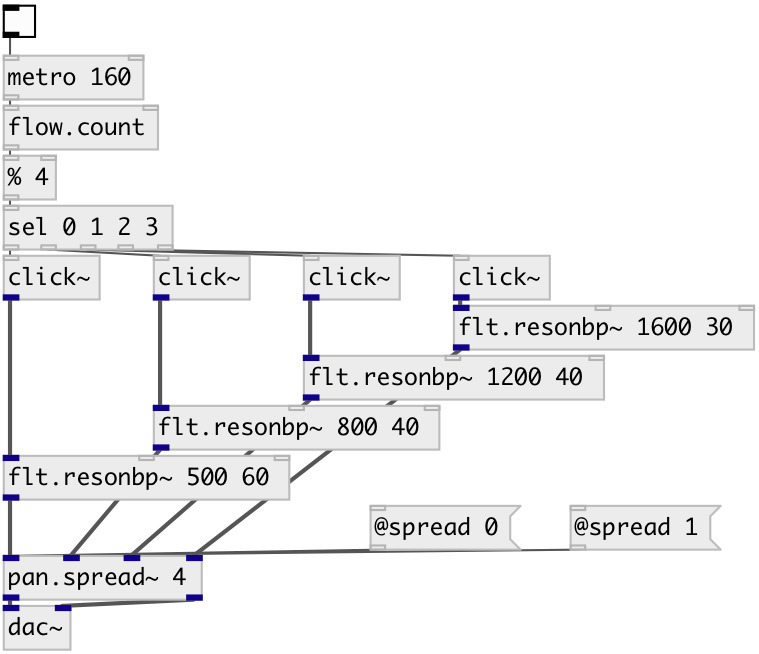 metro 160
flow.count
% 4
sel 0 1 2 3
click~ click~ click~ click~
flt.resonbp~ 1600 30
flt.resonbp~ 1200 40
flt.resonbp~ 800 40
flt.resonbp~ 500 60
@spread 0 @spread 1
pan.spread~ 4
dac~